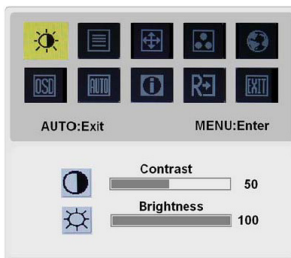 OSD AUTO i R EXIT
AUTO:Exit MENU:Enter
Contrast
50
Brightness
100